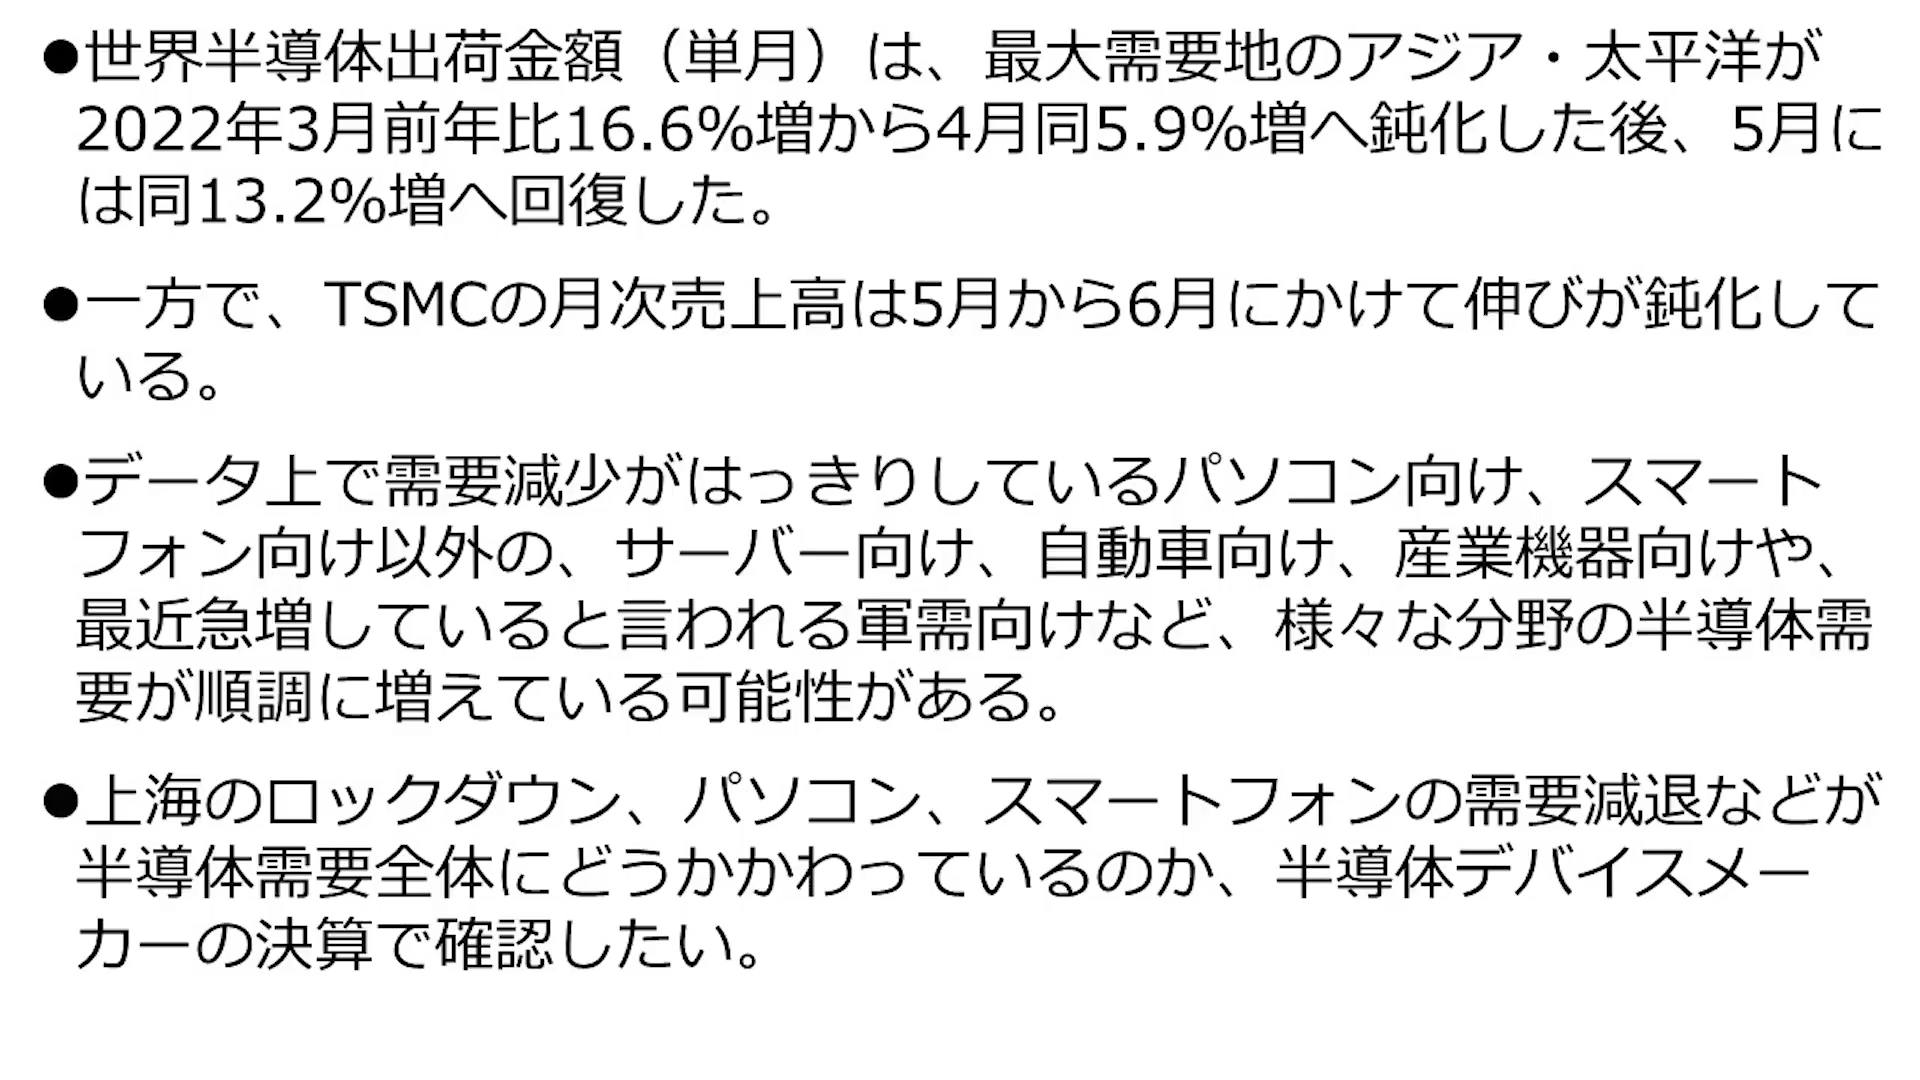 ●世界半導体出荷金額（単月）は、最大需要地のアジア・太平洋が
2022年3月前年比16.6%増から4月同5.9%増へ鈍化した後、5月に
は同13.2%増へ回復した。
●一方で、TSMCの月次売上高は5月から6月にかけて伸びが鈍化して
いる。
●データ上で需要減少がはっきりしているパソコン向け、スマート
フォン向け以外の、サーバー向け、自動車向け、産業機器向けや、
最近急増していると言われる軍需向けなど、様々な分野の半導体需
要が順調に増えている可能性がある。
●上海のロックダウン、パソコン、スマートフォンの需要減退などが
半導体需要全体にどうかかわっているのか、半導体デバイスメー
カーの決算で確認したい。